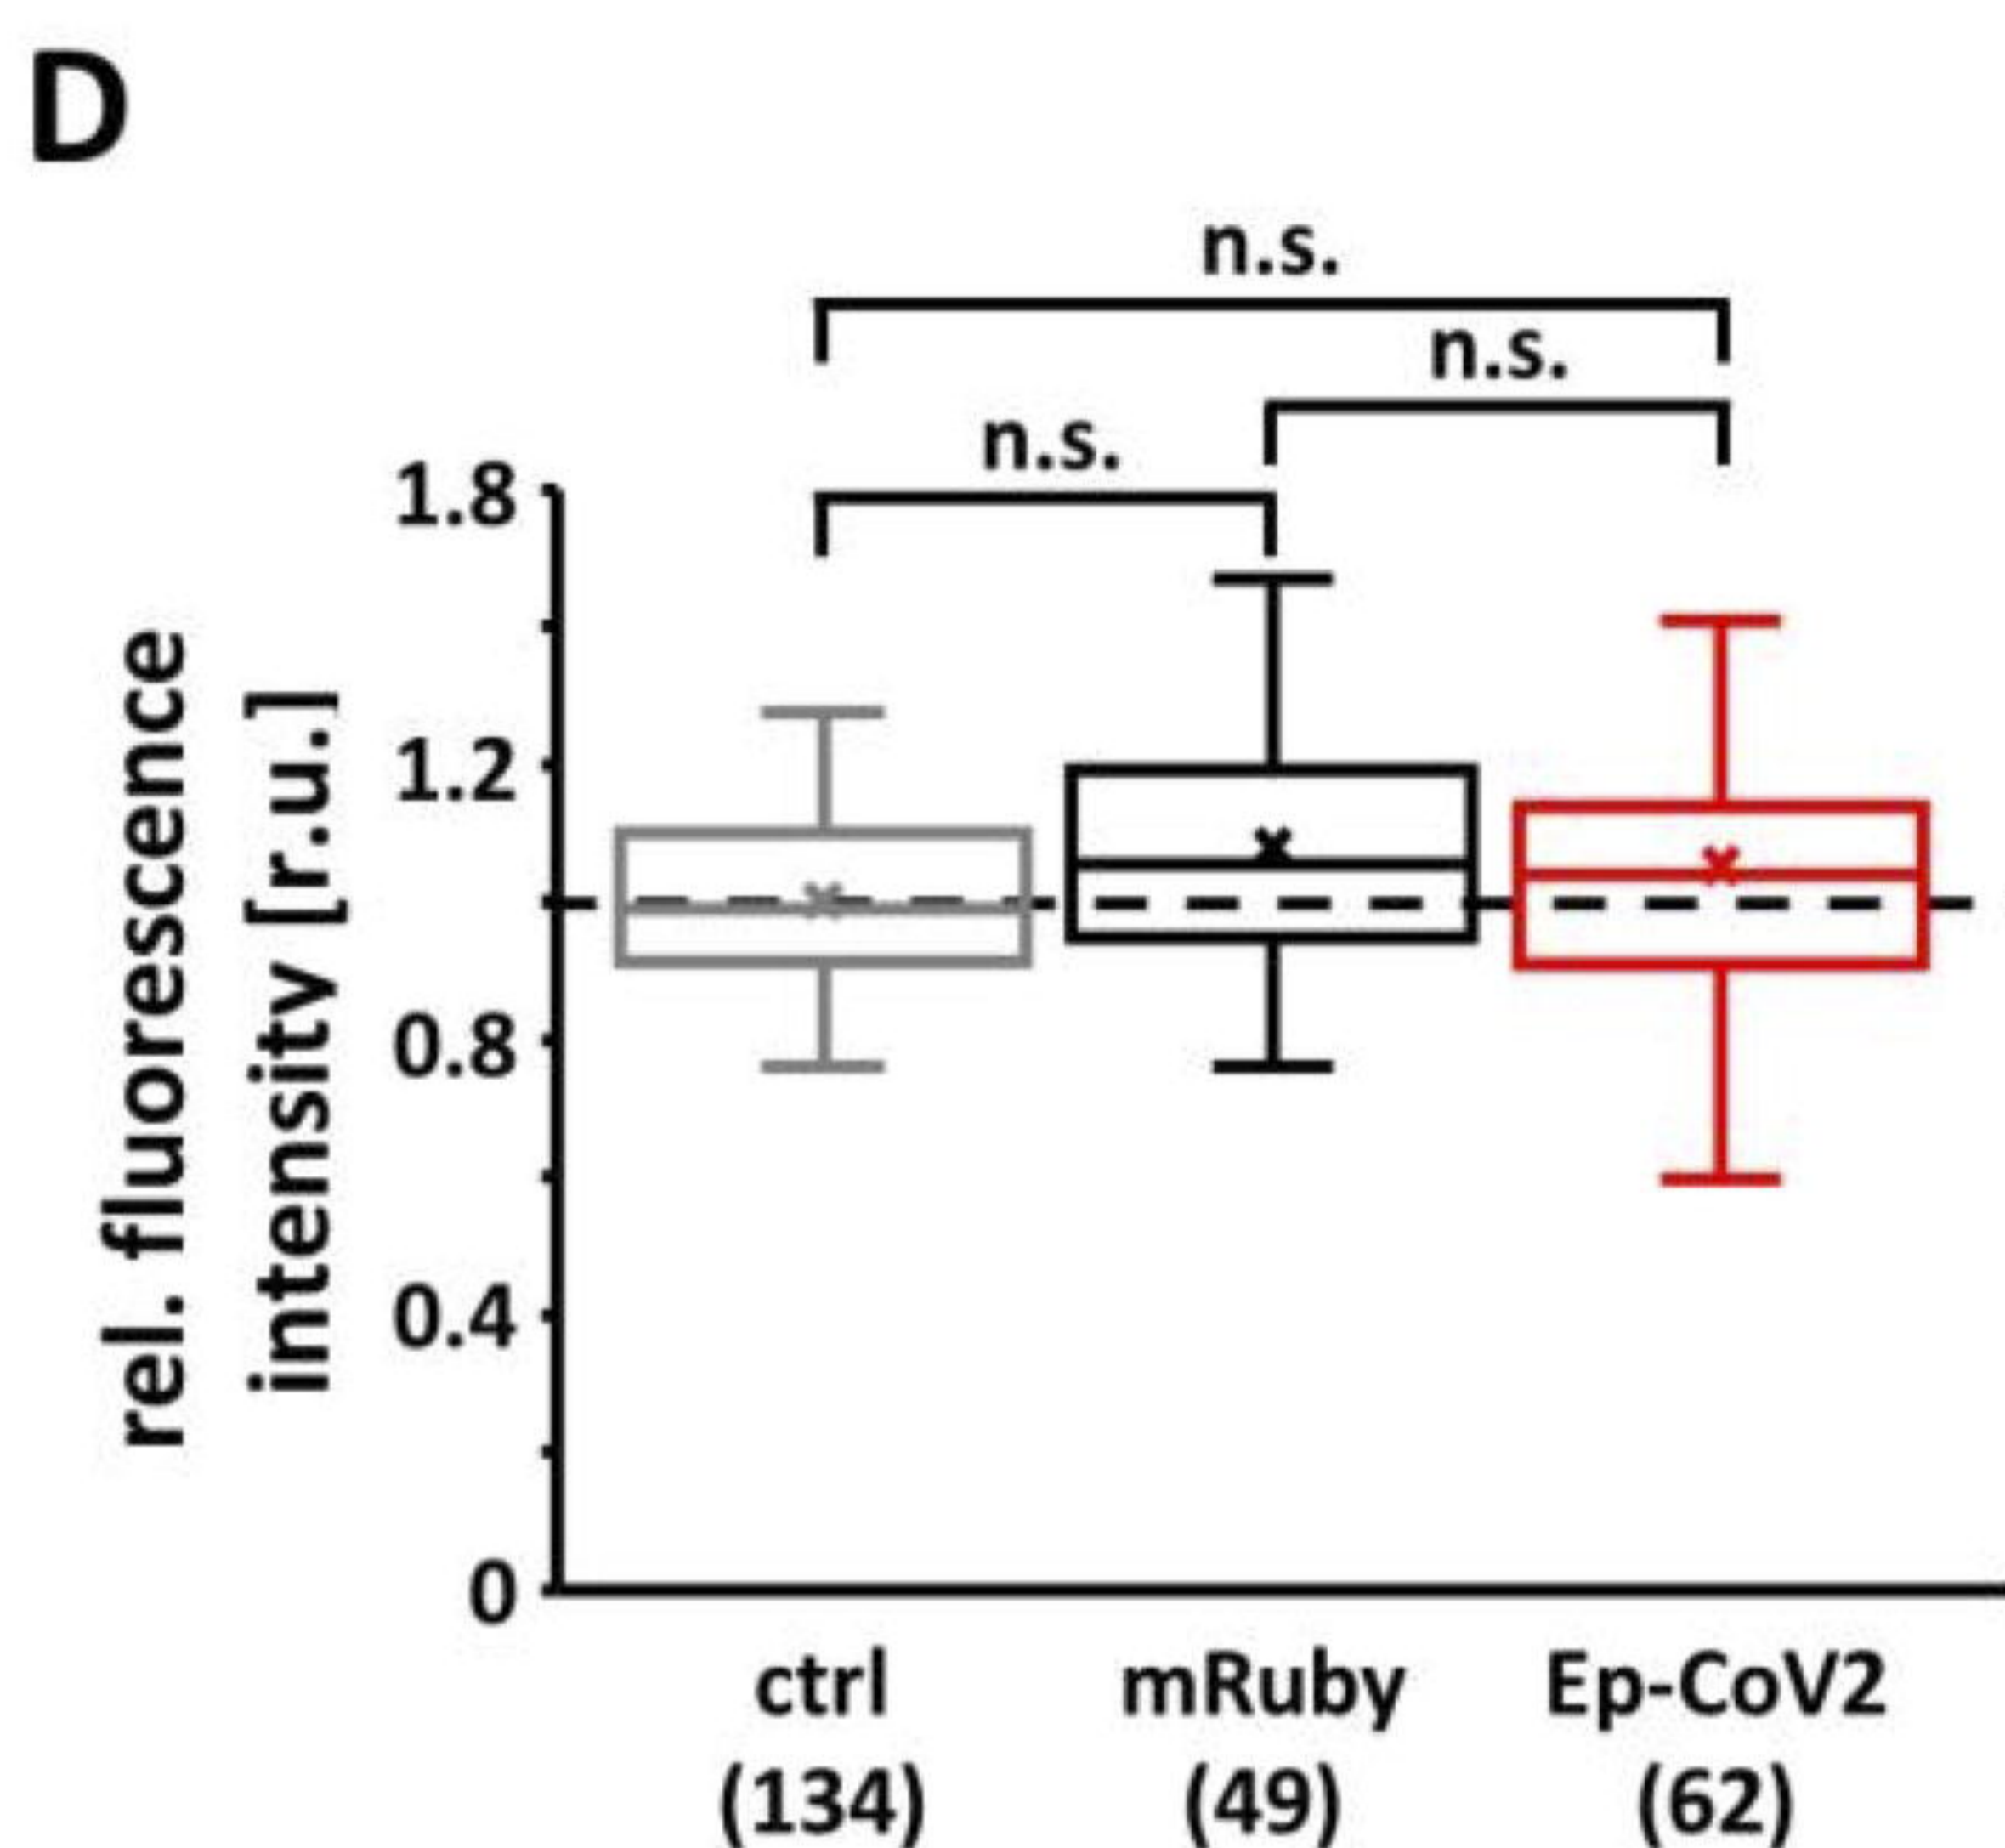 D
n.s.
n.s.
n.s.
1.8
1.2
0.8
0.4
0
rel. fluorescence
intensity [r.u.]
ctrl mRuby Ep-CoV2
(134) (49) (62)